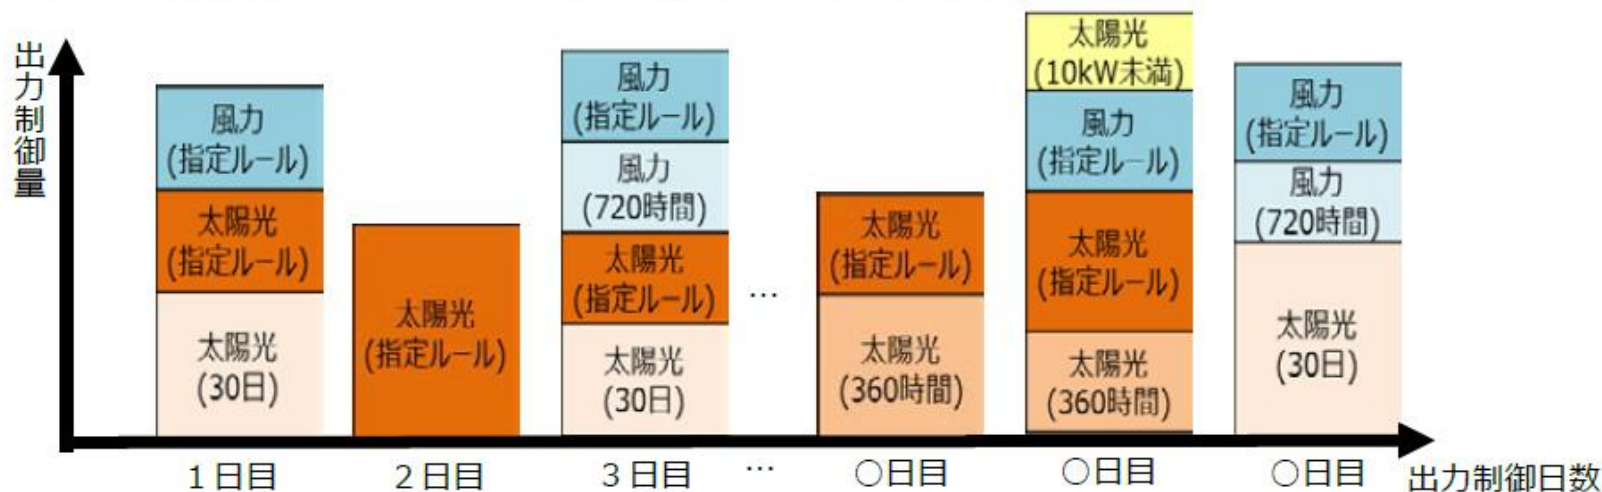 出力制御量
風力
(指定ルール)
太陽光
(指定ルール)
太陽光
(30日)
太陽光
(指定ルール)
風力
(指定ルール)
風力
(720時間)
太陽光
(指定ルール)
太陽光
(30日)
…
太陽光
(指定ルール)
太陽光
(360時間)
太陽光
(10kW未満)
風力
(指定ルール)
太陽光
(指定ルール)
太陽光
(360時間)
風力
(指定ルール)
風力
(720時間)
太陽光
(30日)
1日目 2日目 3日目 … ○日目 ○日目 ○日目 出力制御日数